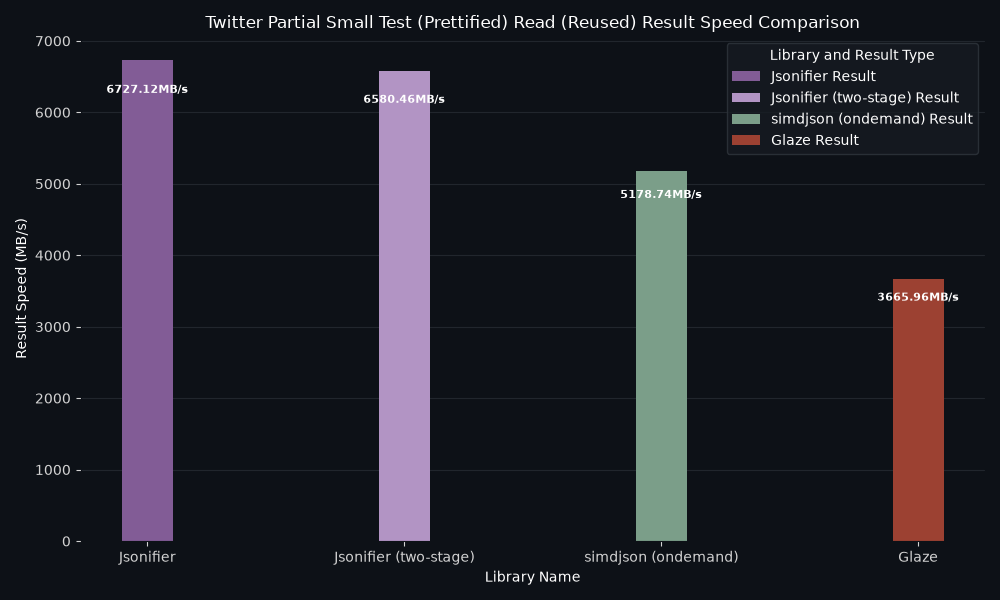 Twitter Partial Small Test (Prettified) Read (Reused) Result Speed Comparison
Library and Result Type
Jsonifier Result
Jsonifier (two-stage) Result
simdjson (ondemand) Result
Glaze Result
Result Speed (MB/s)
7000
6000
5000
4000
3000
2000
1000
0
6727.12MB/s
6580.46MB/s
5178.74MB/s
3665.96MB/s
Jsonifier
Jsonifier (two-stage)
simdjson (ondemand)
Glaze
Library Name